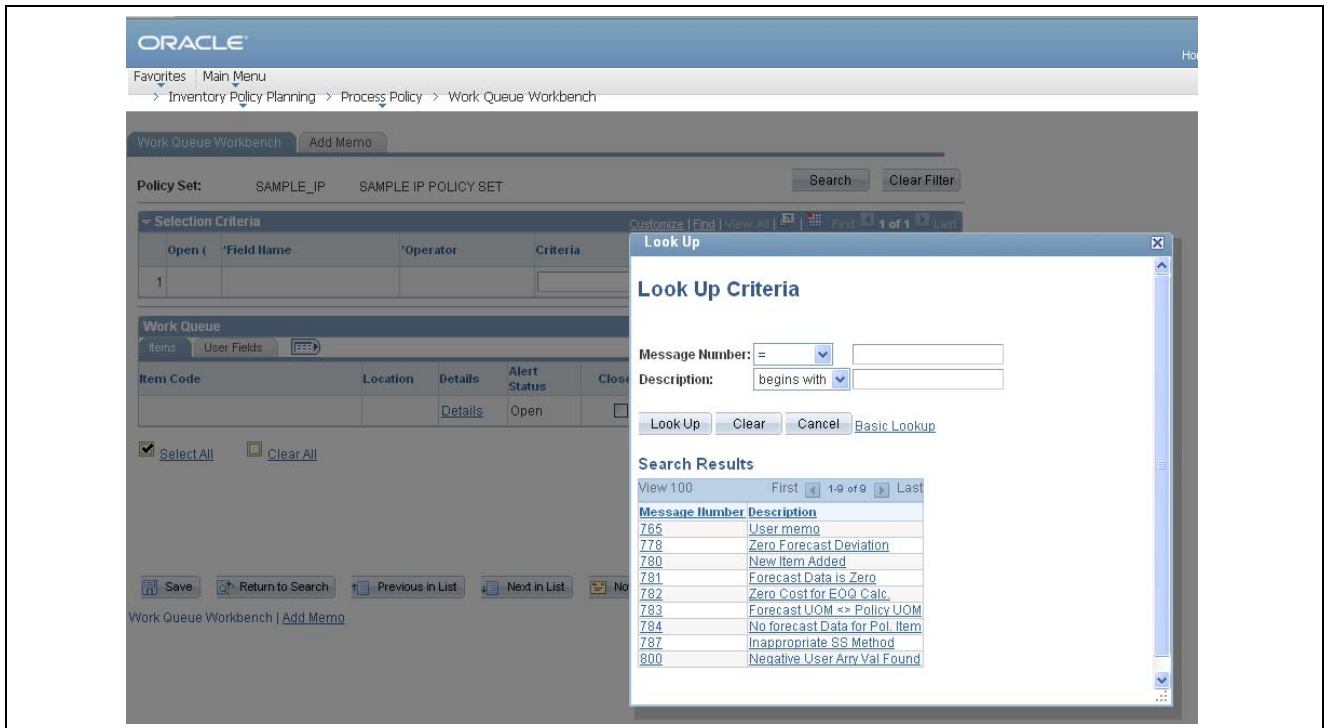 ORACLE
Ho
Favorites Main Menu
> Inventory Policy Planning > Process Policy > Work Queue Workbench
Work Queue Workbench Add Memo
Policy Set: SAMPLE_IP SAMPLE IP POLICY SET Search Clear Filter
Selection Criteria Customize | Find | View All | First 1 of 1 Last
Open ( *Field Name *Operator Criteria
1
Work Queue
Items User Fields
Item Code Location Details Alert Status Close
Details Open
Select All Clear All
Save Return to Search Previous in List Next in List No
Work Queue Workbench | Add Memo
Look Up
Look Up Criteria
Message Number: =
Description: begins with
Look Up Clear Cancel Basic Lookup
Search Results
View 100 First 1-9 of 9 Last
Message Number Description
765 User memo
778 Zero Forecast Deviation
780 New Item Added
781 Forecast Data is Zero
782 Zero Cost for EOQ Calc.
783 Forecast UOM <> Policy UOM
784 No forecast Data for Pol. Item
787 Inappropriate SS Method
800 Negative User Arry Val Found